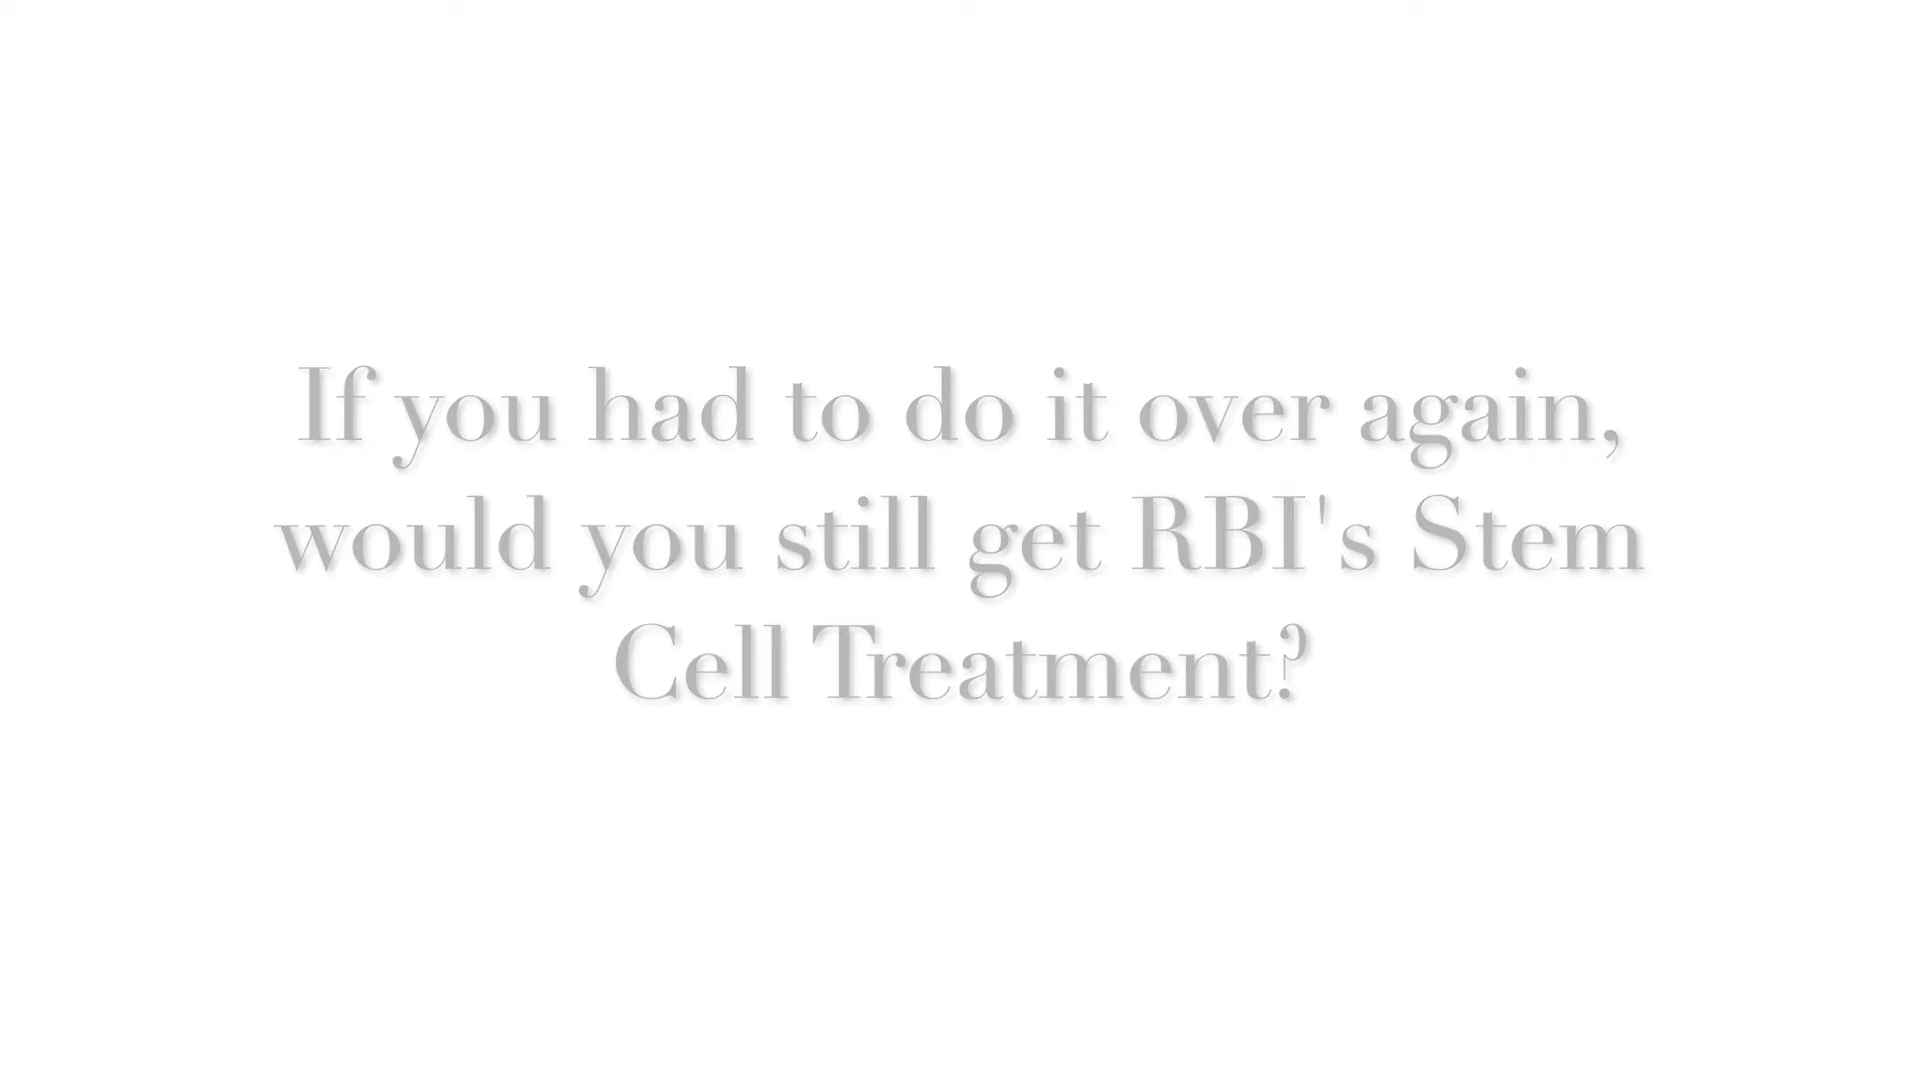 If you had to do it over again,
would you still get RBI's Stem
Cell Treatment?